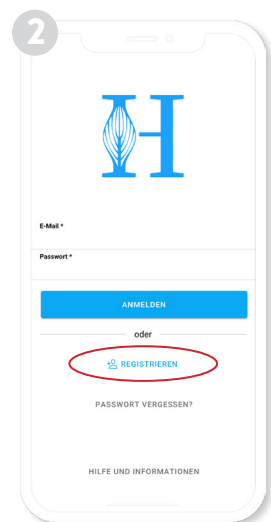 2
H
E-Mail *
Passwort *
ANMELDEN
oder
REGISTRIEREN
PASSWORT VERGESSEN?
HILFE UND INFORMATIONEN